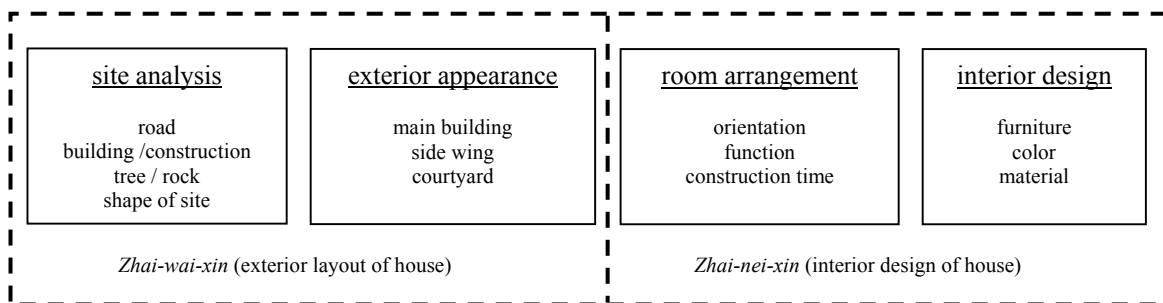 site analysis
road
building /construction
tree / rock
shape of site
exterior appearance
main building
side wing
courtyard
room arrangement
orientation
function
construction time
interior design
furniture
color
material
Zhai-wai-xin (exterior layout of house)
Zhai-nei-xin (interior design of house)